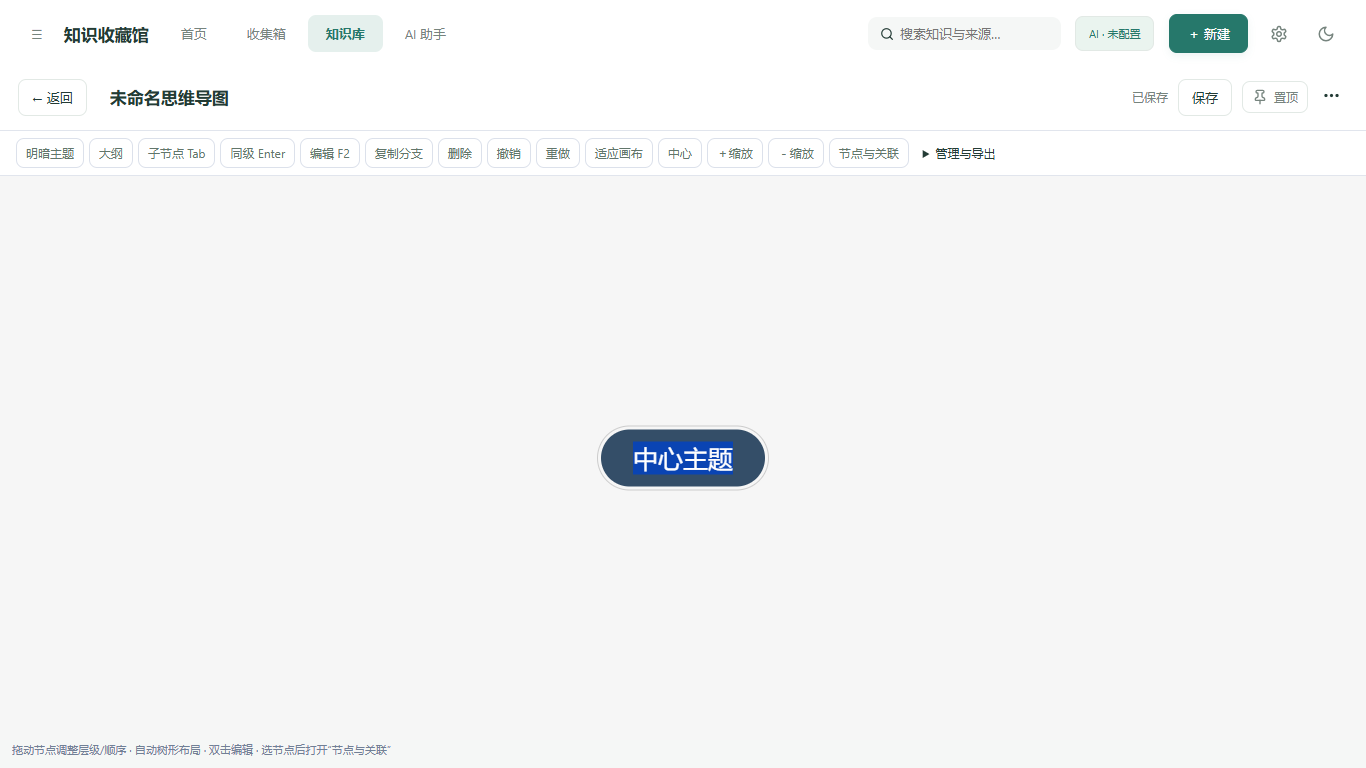 ☰ 知识收藏馆 首页 收集箱 知识库 AI 助手 搜索知识与来源... AI · 未配置 + 新建
← 返回 未命名思维导图 已保存 保存 置顶 •••
明暗主题 大纲 子节点 Tab 同级 Enter 编辑 F2 复制分支 删除 撤销 重做 适应画布 中心 + 缩放 - 缩放 节点与关联 ▶ 管理与导出
中心主题
拖动节点调整层级/顺序 · 自动树形布局 · 双击编辑 · 选节点后打开“节点与关联”